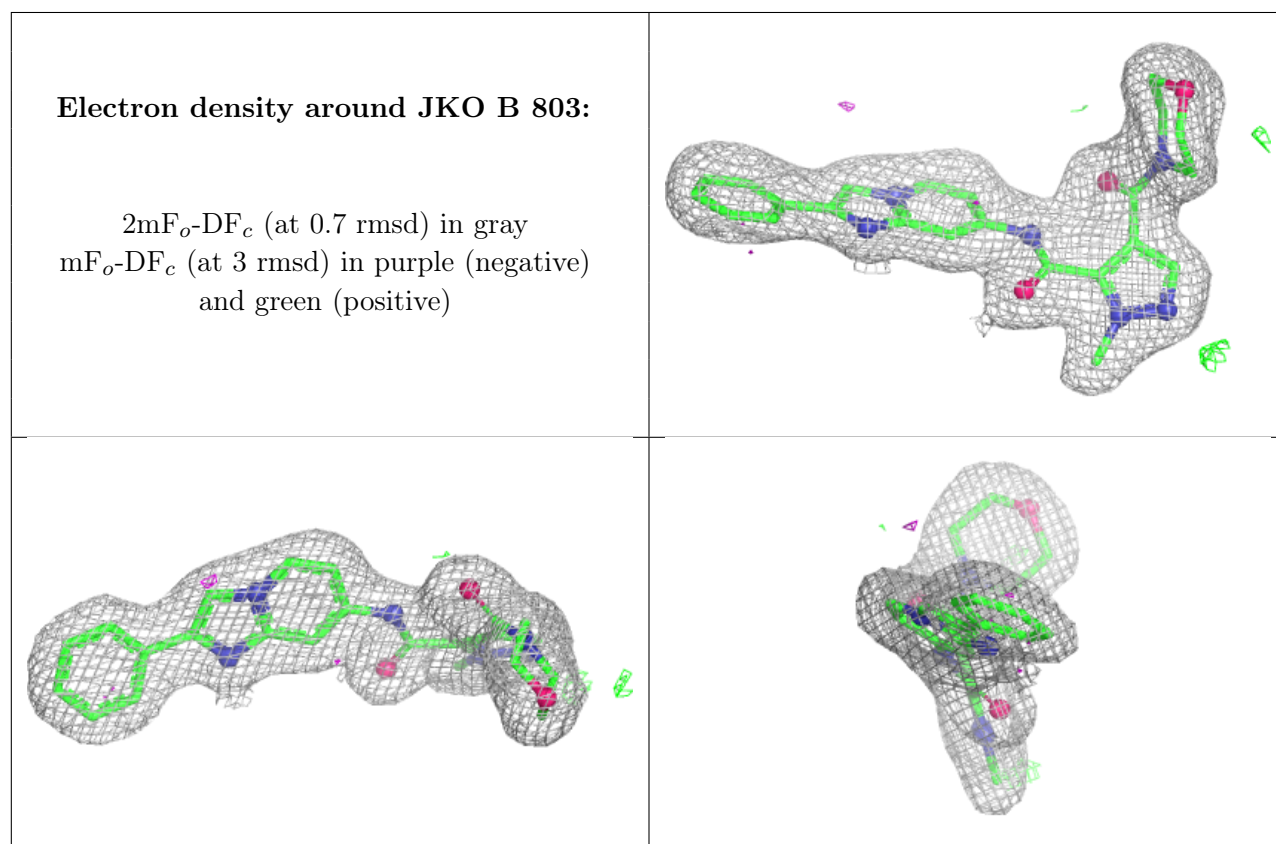 Electron density around JKO B 803:
2mFo-DFc (at 0.7 rmsd) in gray
mFo-DFc (at 3 rmsd) in purple (negative)
and green (positive)